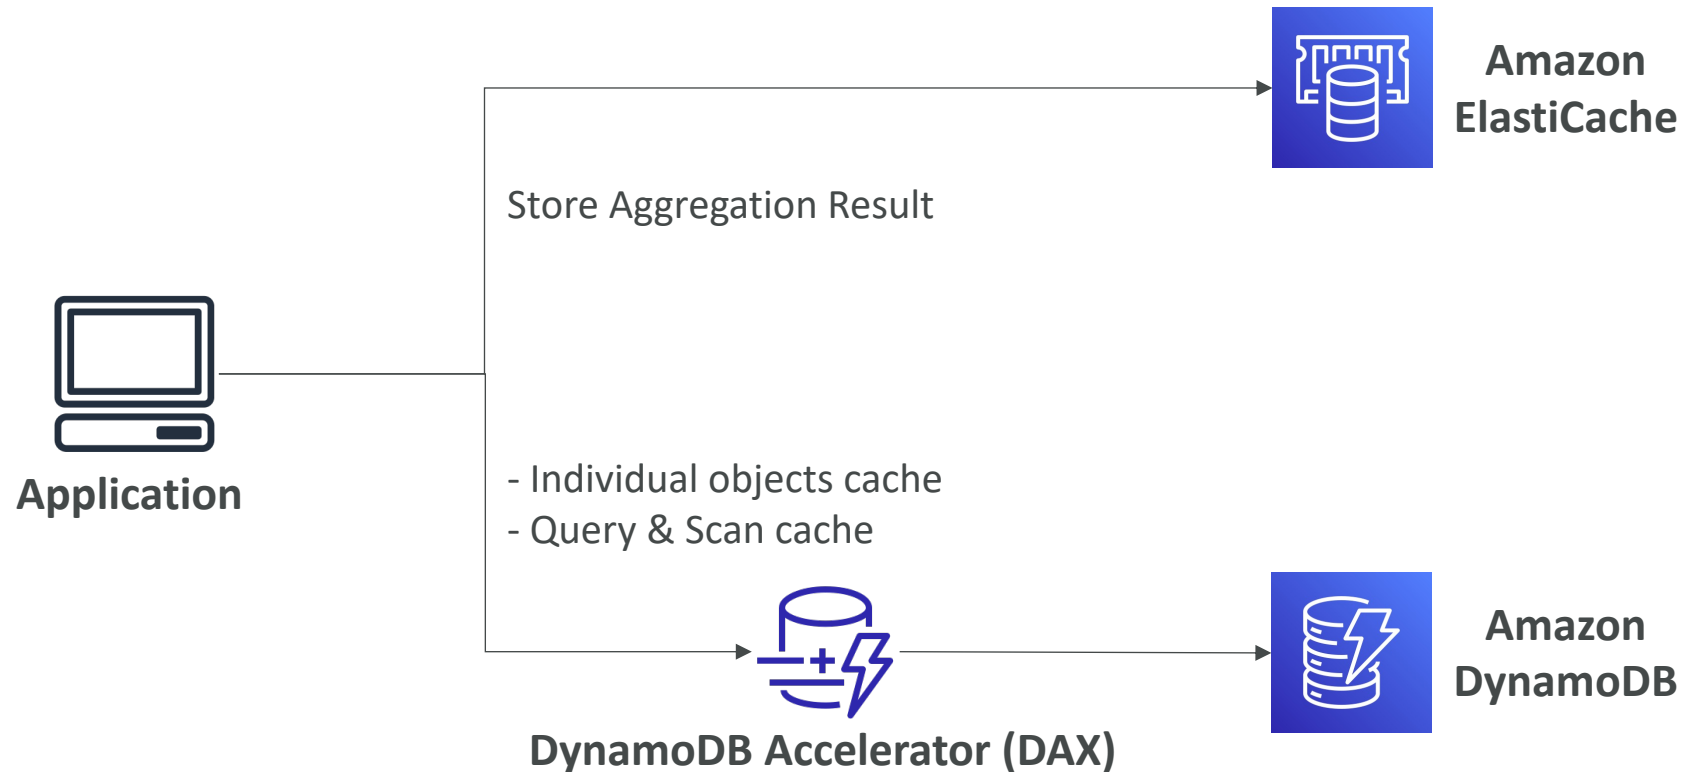 Amazon
ElastiCache
Store Aggregation Result
Application
- Individual objects cache
- Query & Scan cache
Amazon
DynamoDB
DynamoDB Accelerator (DAX)